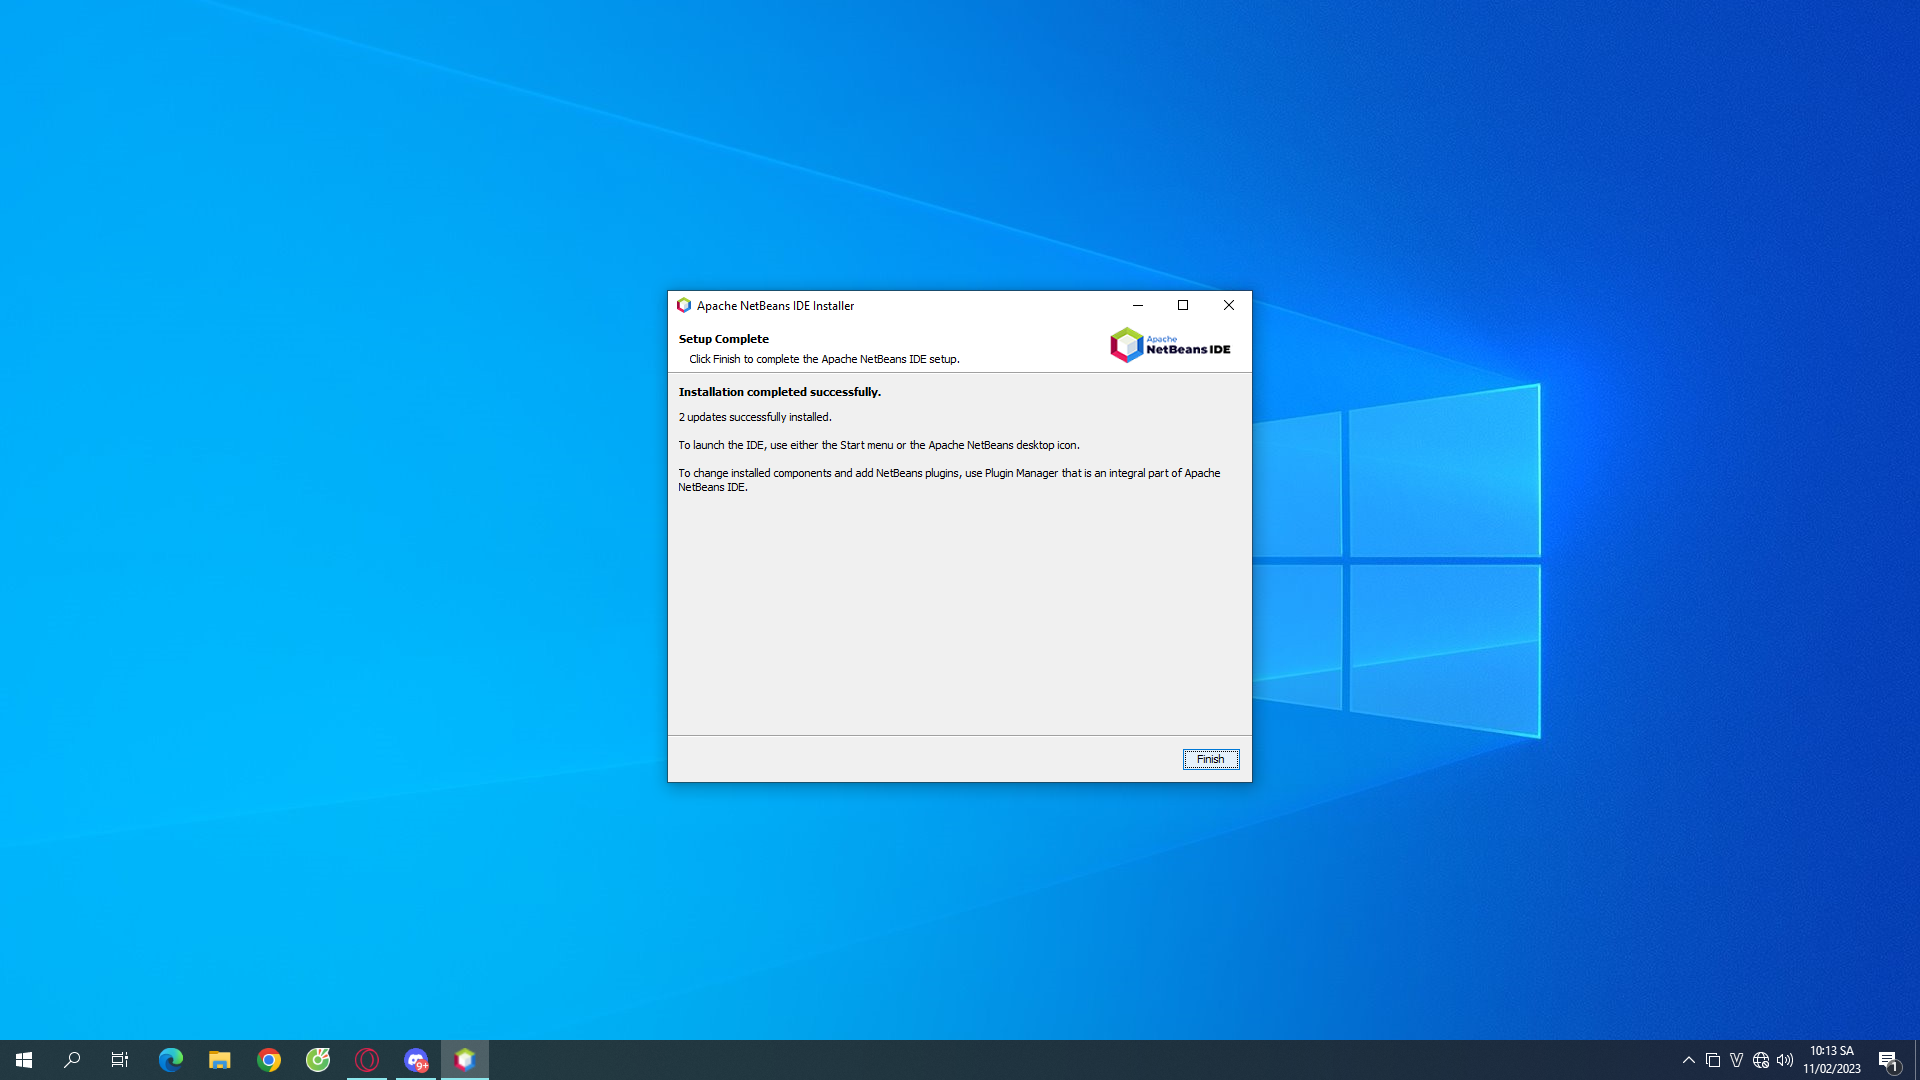 Apache NetBeans IDE Installer
Setup Complete
Click Finish to complete the Apache NetBeans IDE setup.
Apache
NetBeans IDE
Installation completed successfully.
2 updates successfully installed.
To launch the IDE, use either the Start menu or the Apache NetBeans desktop icon.
To change installed components and add NetBeans plugins, use Plugin Manager that is an integral part of Apache
NetBeans IDE.
Finish
9+
V
10:13 SA
11/02/2023
1